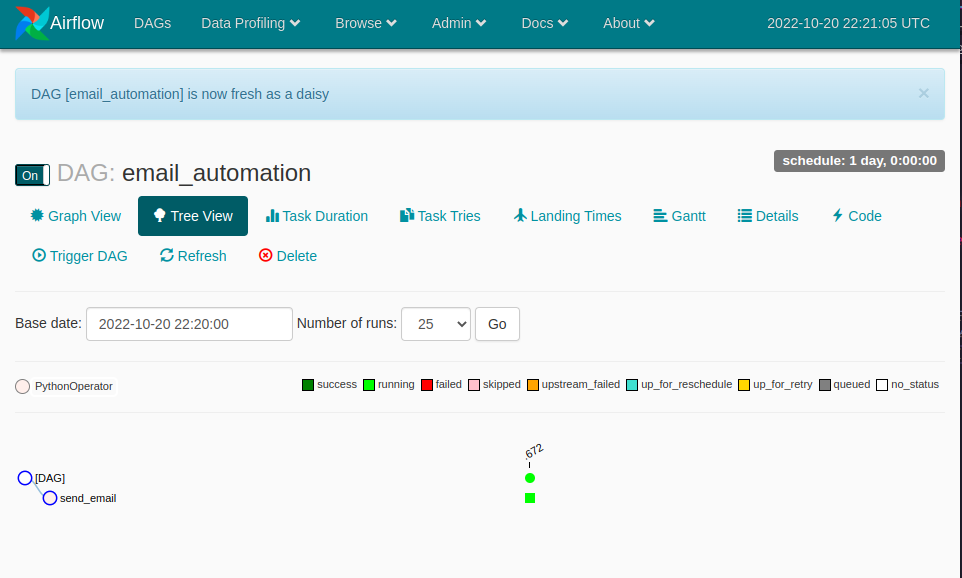 Airflow DAGs Data Profiling Browse Admin Docs About 2022-10-20 22:21:05 UTC
DAG [email_automation] is now fresh as a daisy ×
On DAG: email_automation schedule: 1 day, 0:00:00
Graph View Tree View Task Duration Task Tries Landing Times Gantt Details Code
Trigger DAG Refresh Delete
Base date: 2022-10-20 22:20:00 Number of runs: 25 Go
PythonOperator success running failed skipped upstream_failed up_for_reschedule up_for_retry queued no_status
.672
[DAG]
send_email